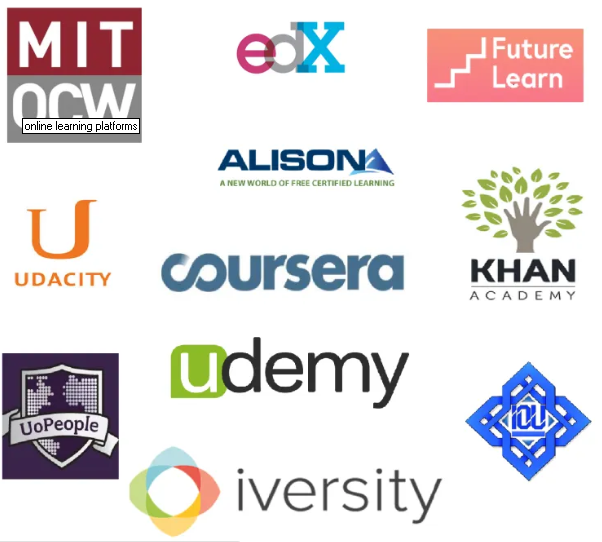 MIT
OCW
online learning platforms
edX
Future
Learn
ALISON
A NEW WORLD OF FREE CERTIFIED LEARNING
UDACITY
coursera
KHAN
ACADEMY
udemy
UoPeople
iou
iversity